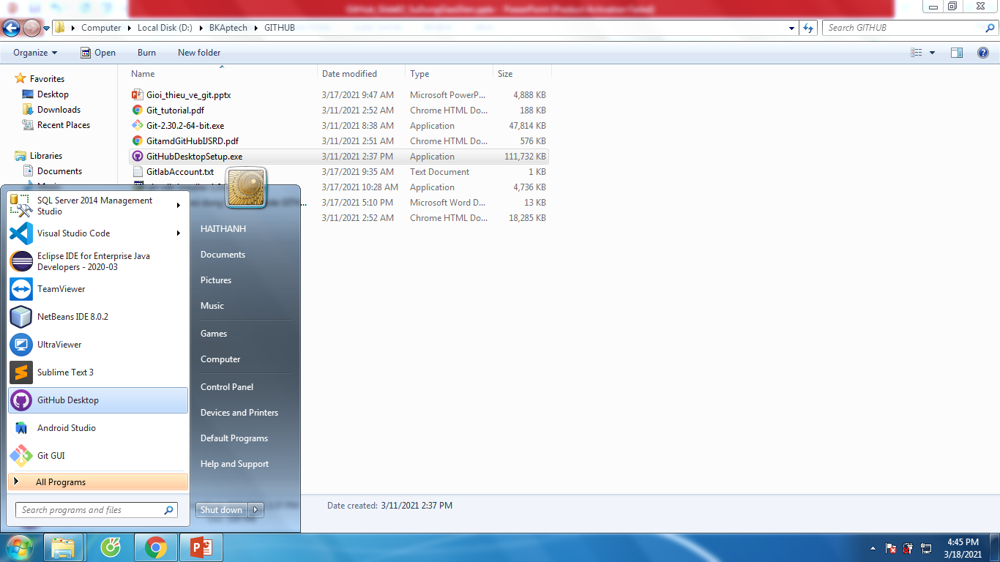 Computer Local Disk (D:) BKAptech GITHUB
Search GITHUB
Organize Open Burn New folder
Name Date modified Type Size
Favorites
Desktop
Downloads
Recent Places
Libraries
Documents
Gioi_thieu_ve_git.pptx 3/17/2021 9:47 AM Microsoft PowerP... 4,888 KB
Git_tutorial.pdf 3/11/2021 2:52 AM Chrome HTML Do... 188 KB
Git-2.30.2-64-bit.exe 3/11/2021 8:38 AM Application 47,814 KB
GitamdGitHubIJSRD.pdf 3/11/2021 2:51 AM Chrome HTML Do... 576 KB
GitHubDesktopSetup.exe 3/11/2021 2:37 PM Application 111,732 KB
GitlabAccount.txt 3/17/2021 9:35 AM Text Document 1 KB
3/17/2021 10:28 AM Application 4,736 KB
3/17/2021 5:10 PM Microsoft Word D... 13 KB
3/11/2021 2:52 AM Chrome HTML Do... 18,285 KB
SQL Server 2014 Management
Studio
Visual Studio Code
Eclipse IDE for Enterprise Java
Developers - 2020-03
TeamViewer
NetBeans IDE 8.0.2
UltraViewer
Sublime Text 3
GitHub Desktop
Android Studio
Git GUI
All Programs
Search programs and files
HAITHANH
Documents
Pictures
Music
Games
Computer
Control Panel
Devices and Printers
Default Programs
Help and Support
Shut down
Date created: 3/11/2021 2:37 PM
4:45 PM
3/18/2021